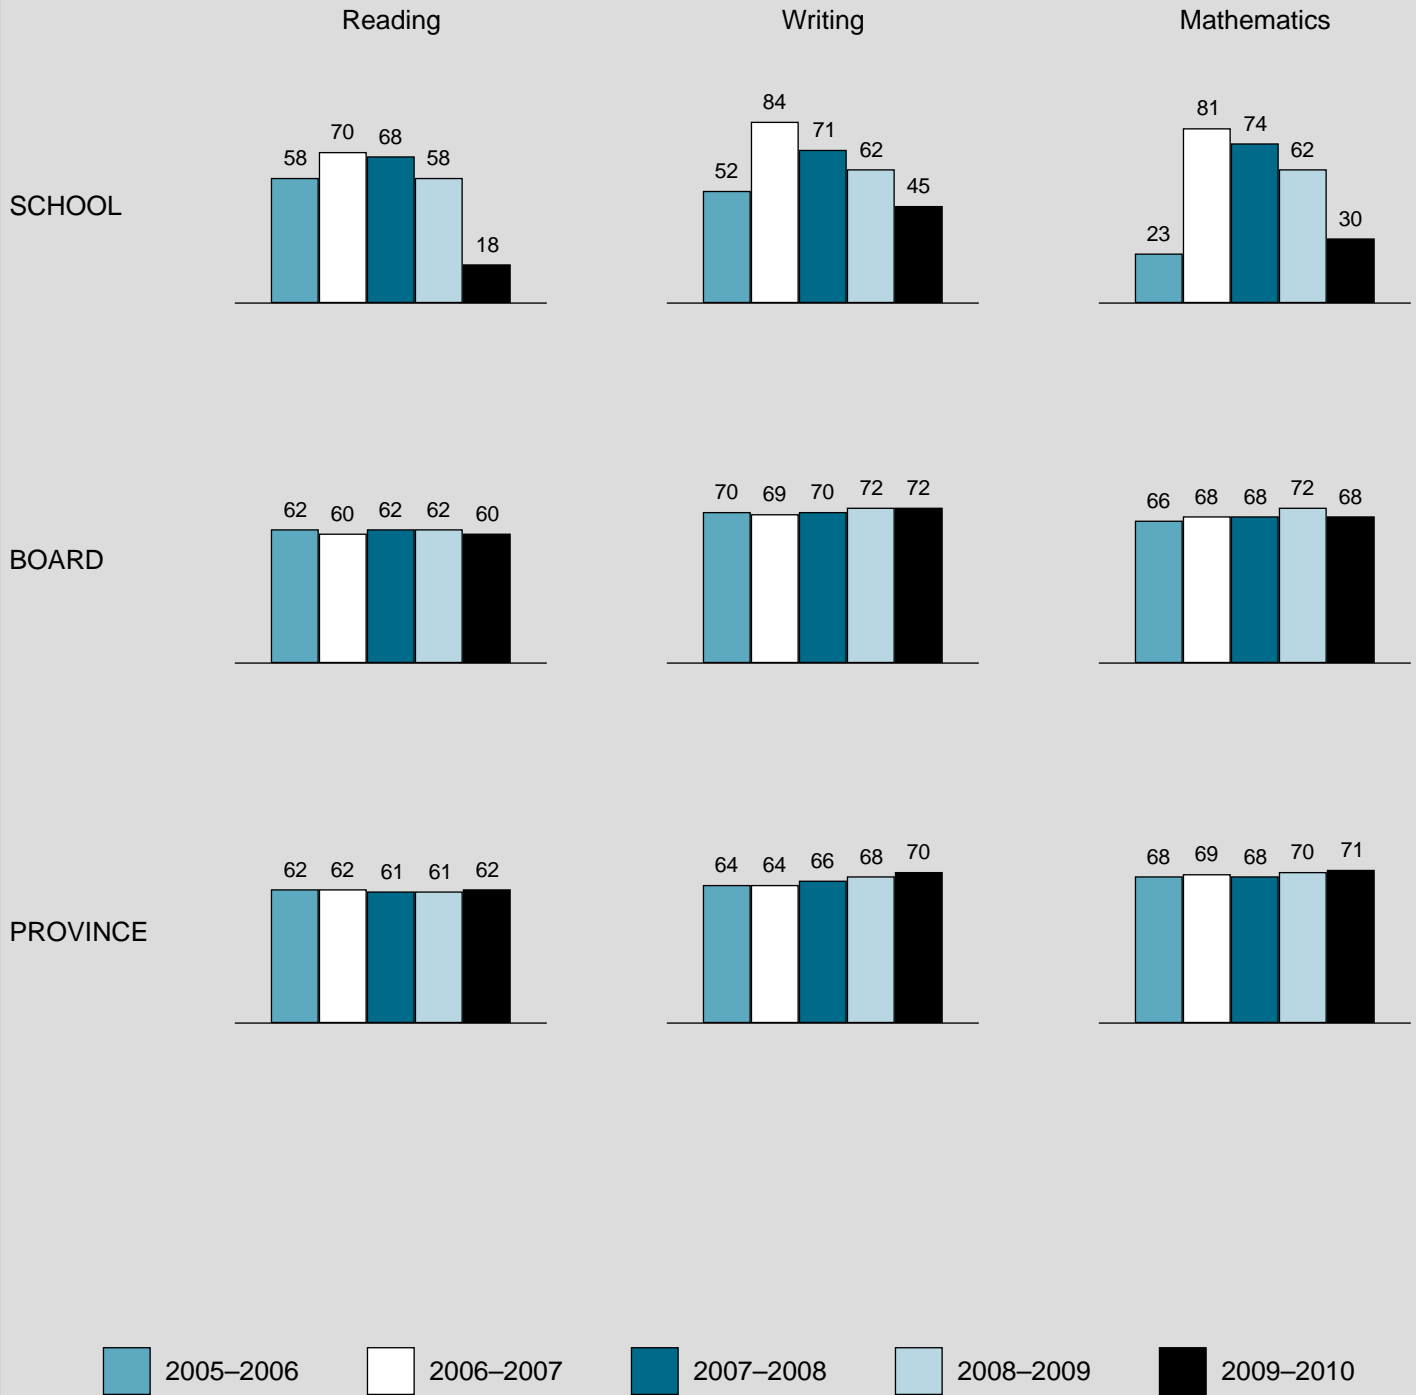 Reading Writing Mathematics
SCHOOL
58 70 68 58 18
52 84 71 62 45
23 81 74 62 30
BOARD
62 60 62 62 60
70 69 70 72 72
66 68 68 72 68
PROVINCE
62 62 61 61 62
64 64 66 68 70
68 69 68 70 71
2005–2006 2006–2007 2007–2008 2008–2009 2009–2010